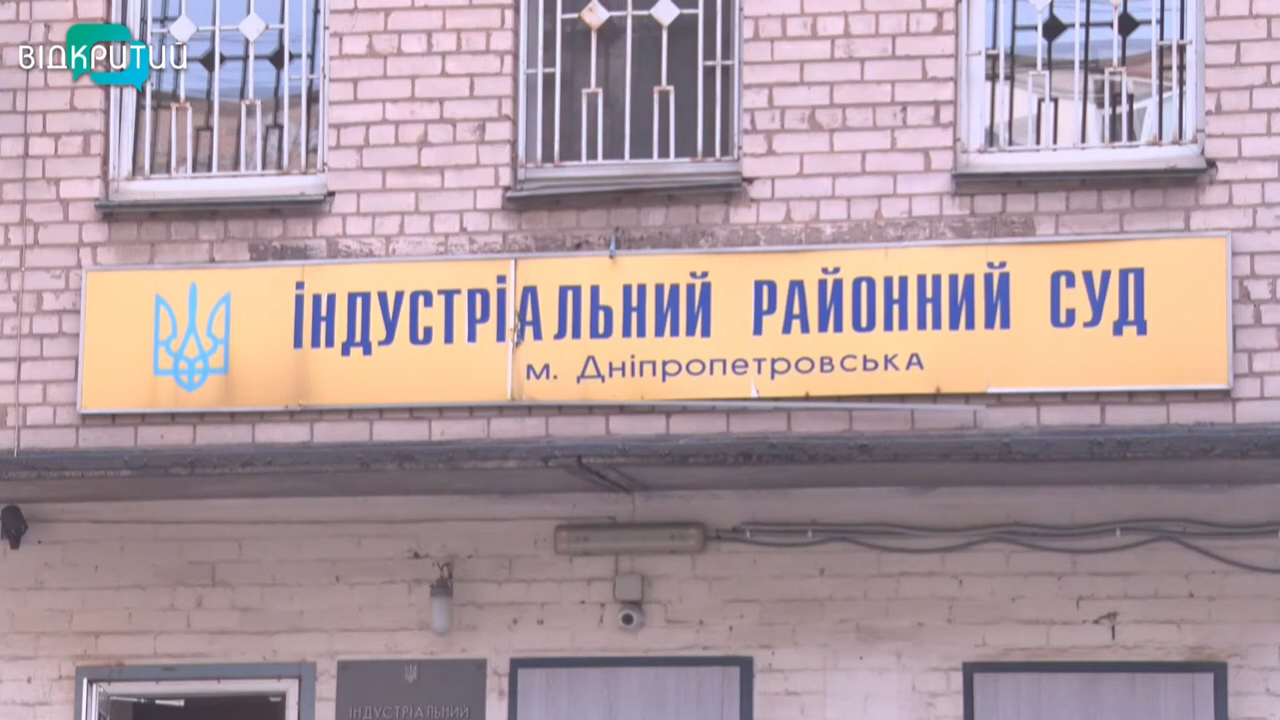 ВІДКРИТИЙ
іНДУСТРіАЛЬНИЙ РАЙОННИЙ СУД
м. Дніпропетровська
ІНДУСТРІАЛЬНИЙ